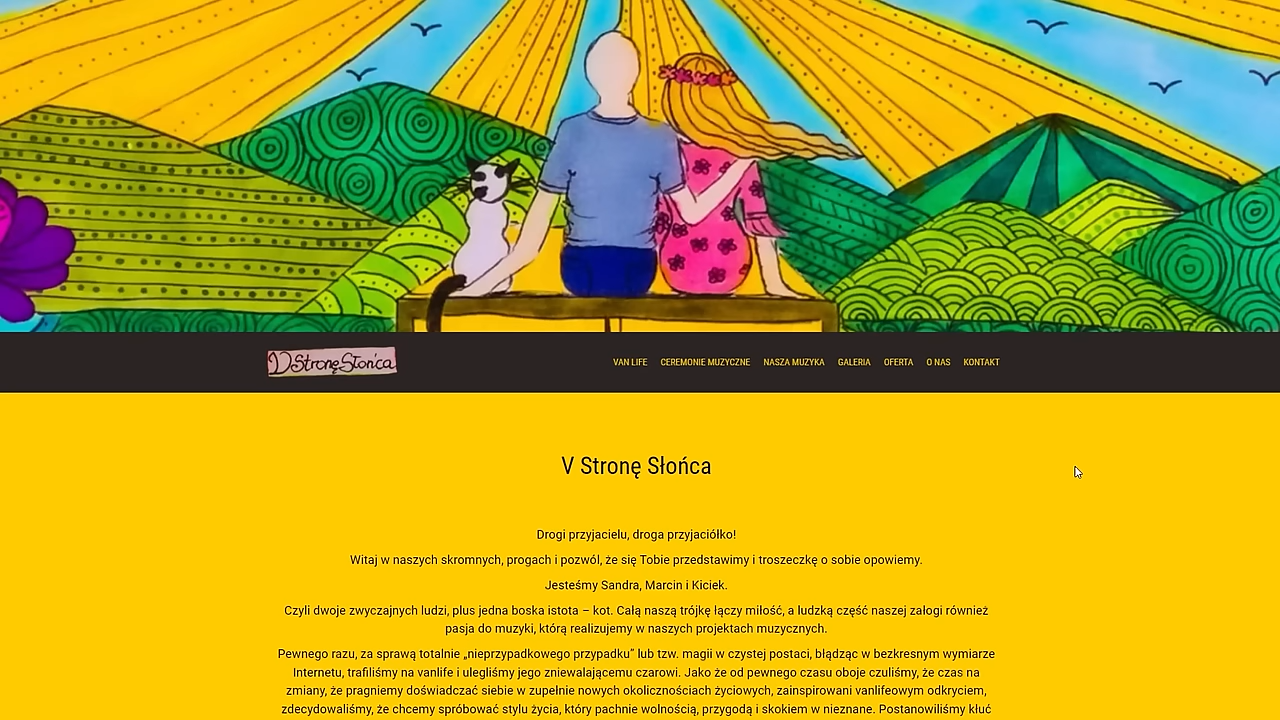 V Stronę Słońca
VAN LIFE CEREMONIE MUZYCZNE NASZA MUZYKA GALERIA OFERTA O NAS KONTAKT
V Stronę Słońca
Drogi przyjacielu, droga przyjaciółko!
Witaj w naszych skromnych, progach i pozwól, że się Tobie przedstawimy i troszeczkę o sobie opowiemy.
Jesteśmy Sandra, Marcin i Kiciek.
Czyli dwoje zwyczajnych ludzi, plus jedna boska istota – kot. Całą naszą trójkę łączy miłość, a ludzką część naszej załogi również
pasja do muzyki, którą realizujemy w naszych projektach muzycznych.
Pewnego razu, za sprawą totalnie „nieprzypadkowego przypadku” lub tzw. magii w czystej postaci, błądząc w bezkresnym wymiarze
Internetu, trafiliśmy na vanlife i ulegliśmy jego zniewalającemu czarowi. Jako że od pewnego czasu oboje czuliśmy, że czas na
zmiany, że pragniemy doświadczać siebie w zupełnie nowych okolicznościach życiowych, zainspirowani vanlifeowym odkryciem,
zdecydowaliśmy, że chcemy spróbować stylu życia, który pachnie wolnością, przygodą i skokiem w nieznane. Postanowiliśmy kłuć